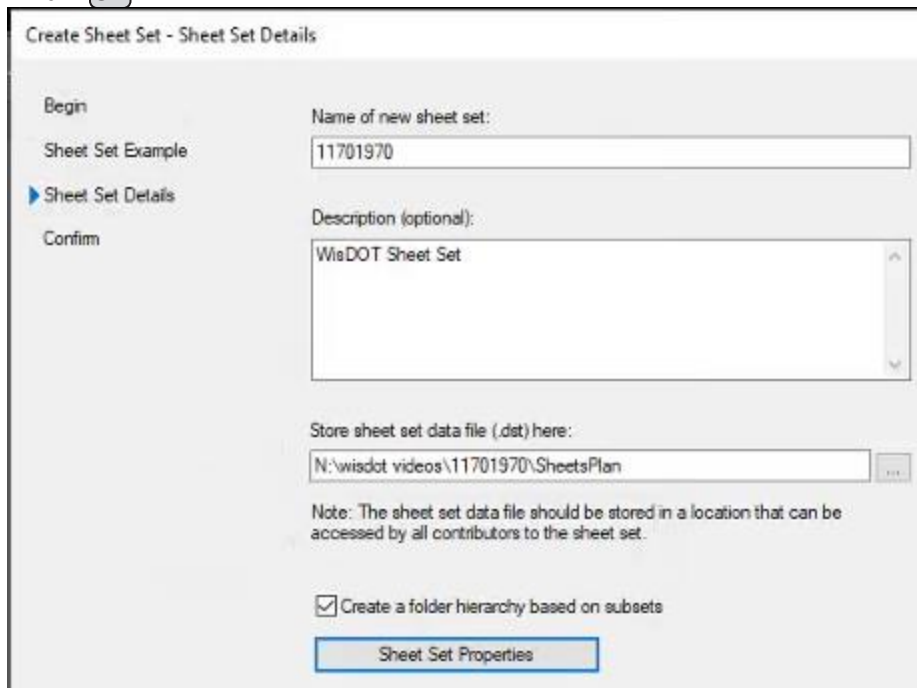 Create Sheet Set - Sheet Set Details
Begin
Sheet Set Example
Sheet Set Details
Confirm
Name of new sheet set:
11701970
Description (optional):
WisDOT Sheet Set
Store sheet set data file (.dst) here:
N:\wisdot videos\11701970\SheetsPlan
...
Note: The sheet set data file should be stored in a location that can be
accessed by all contributors to the sheet set.
Create a folder hierarchy based on subsets
Sheet Set Properties